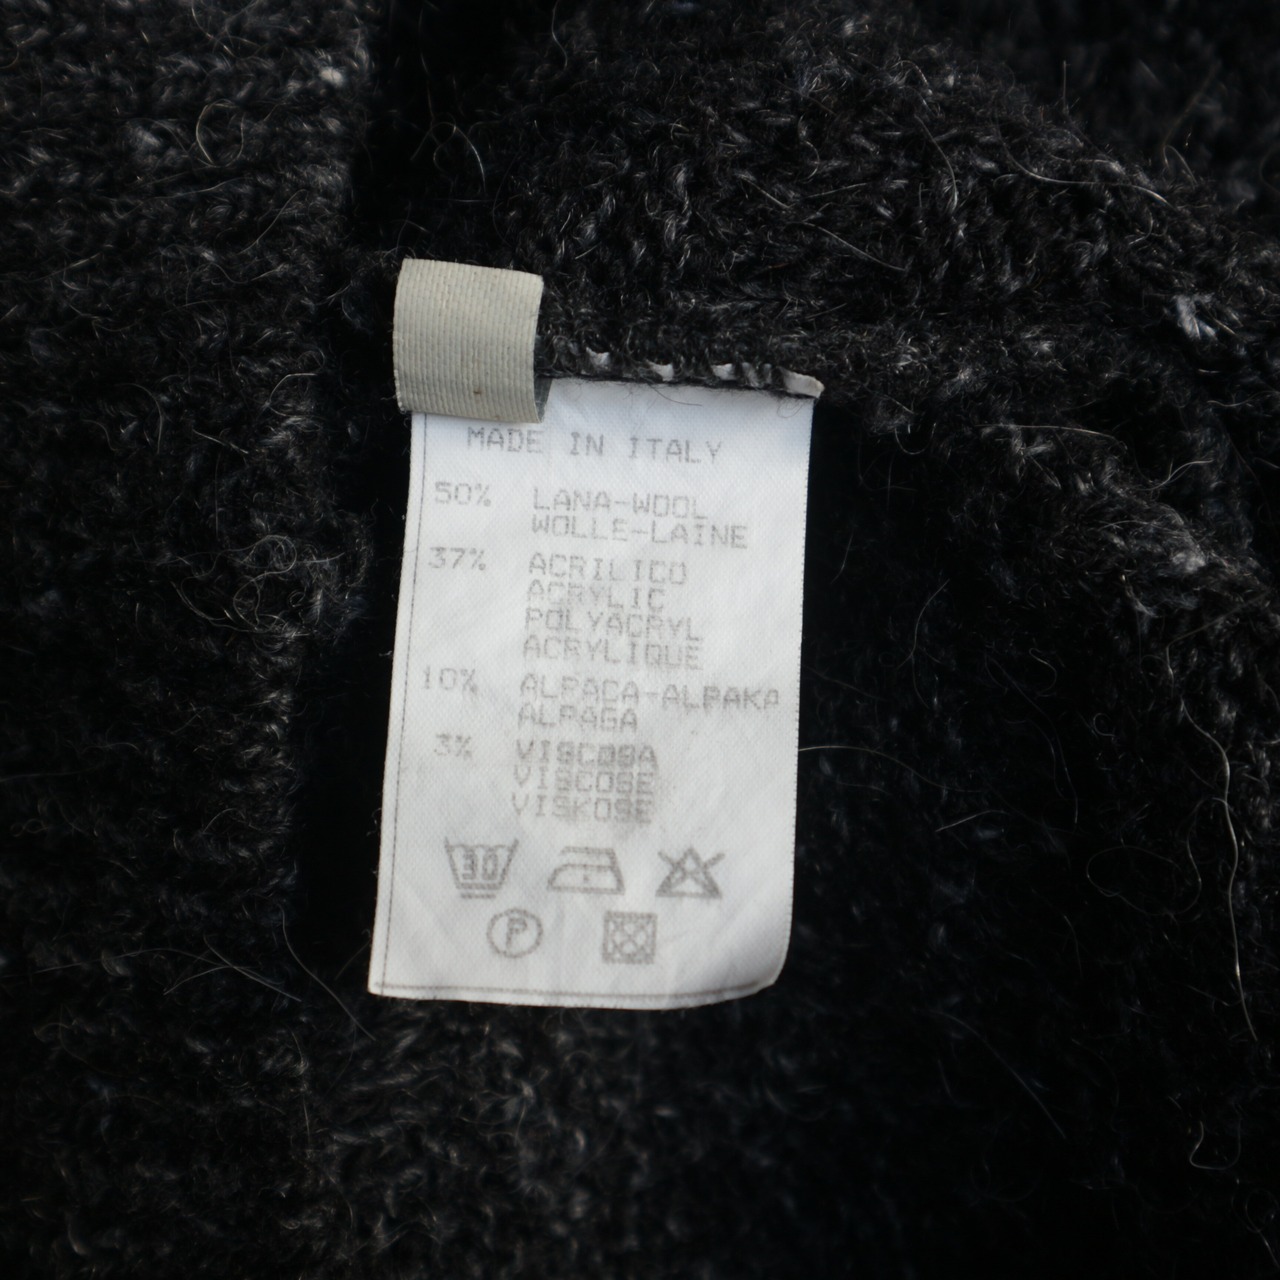 MADE IN ITALY
50% LANA-WOOL
WOLLE-LAINE
37% ACRILICO
ACRYLIC
POLYACRYL
ACRYLIQUE
10% ALPACA-ALPAKA
ALPAGA
3% VISCOSA
VISCOSE
VISKOSE
30
P